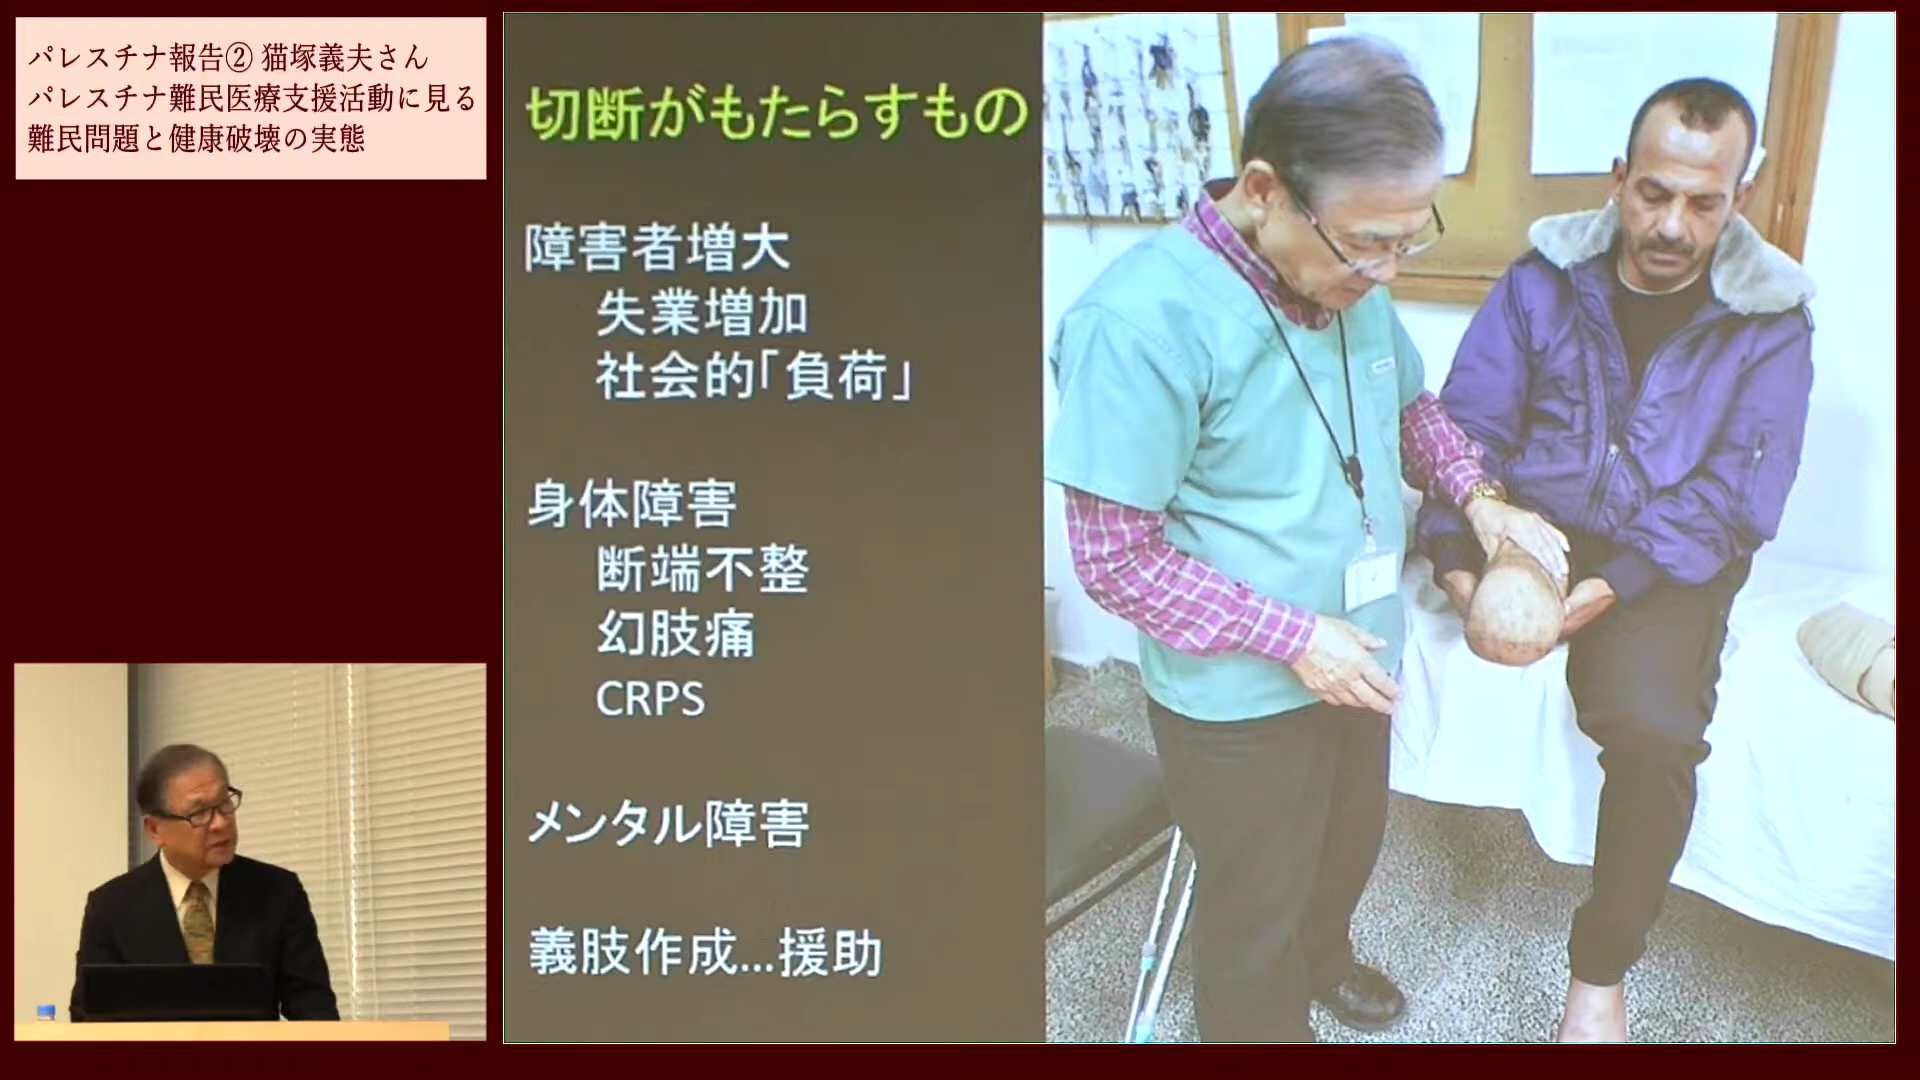 パレスチナ報告② 猫塚義夫さん
パレスチナ難民医療支援活動に見る
難民問題と健康破壊の実態
切断がもたらすもの
障害者増大
失業増加
社会的「負荷」
身体障害
断端不整
幻肢痛
CRPS
メンタル障害
義肢作成...援助